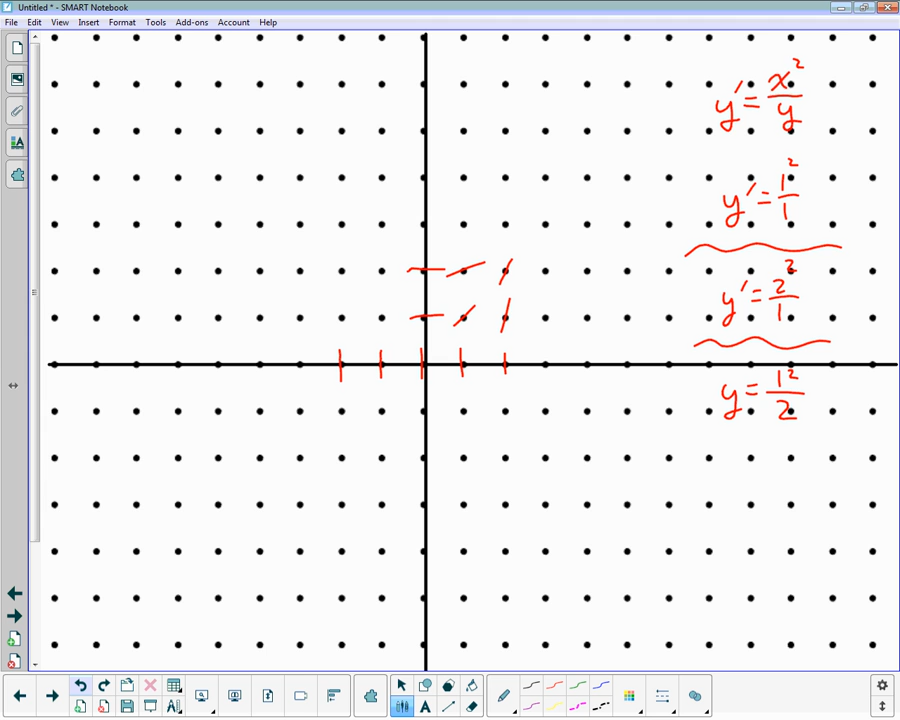 Untitled * - SMART Notebook
File Edit View Insert Format Tools Add-ons Account Help
y' = x²/y
y' = 1²/1
y' = 2²/1
y = 1²/2